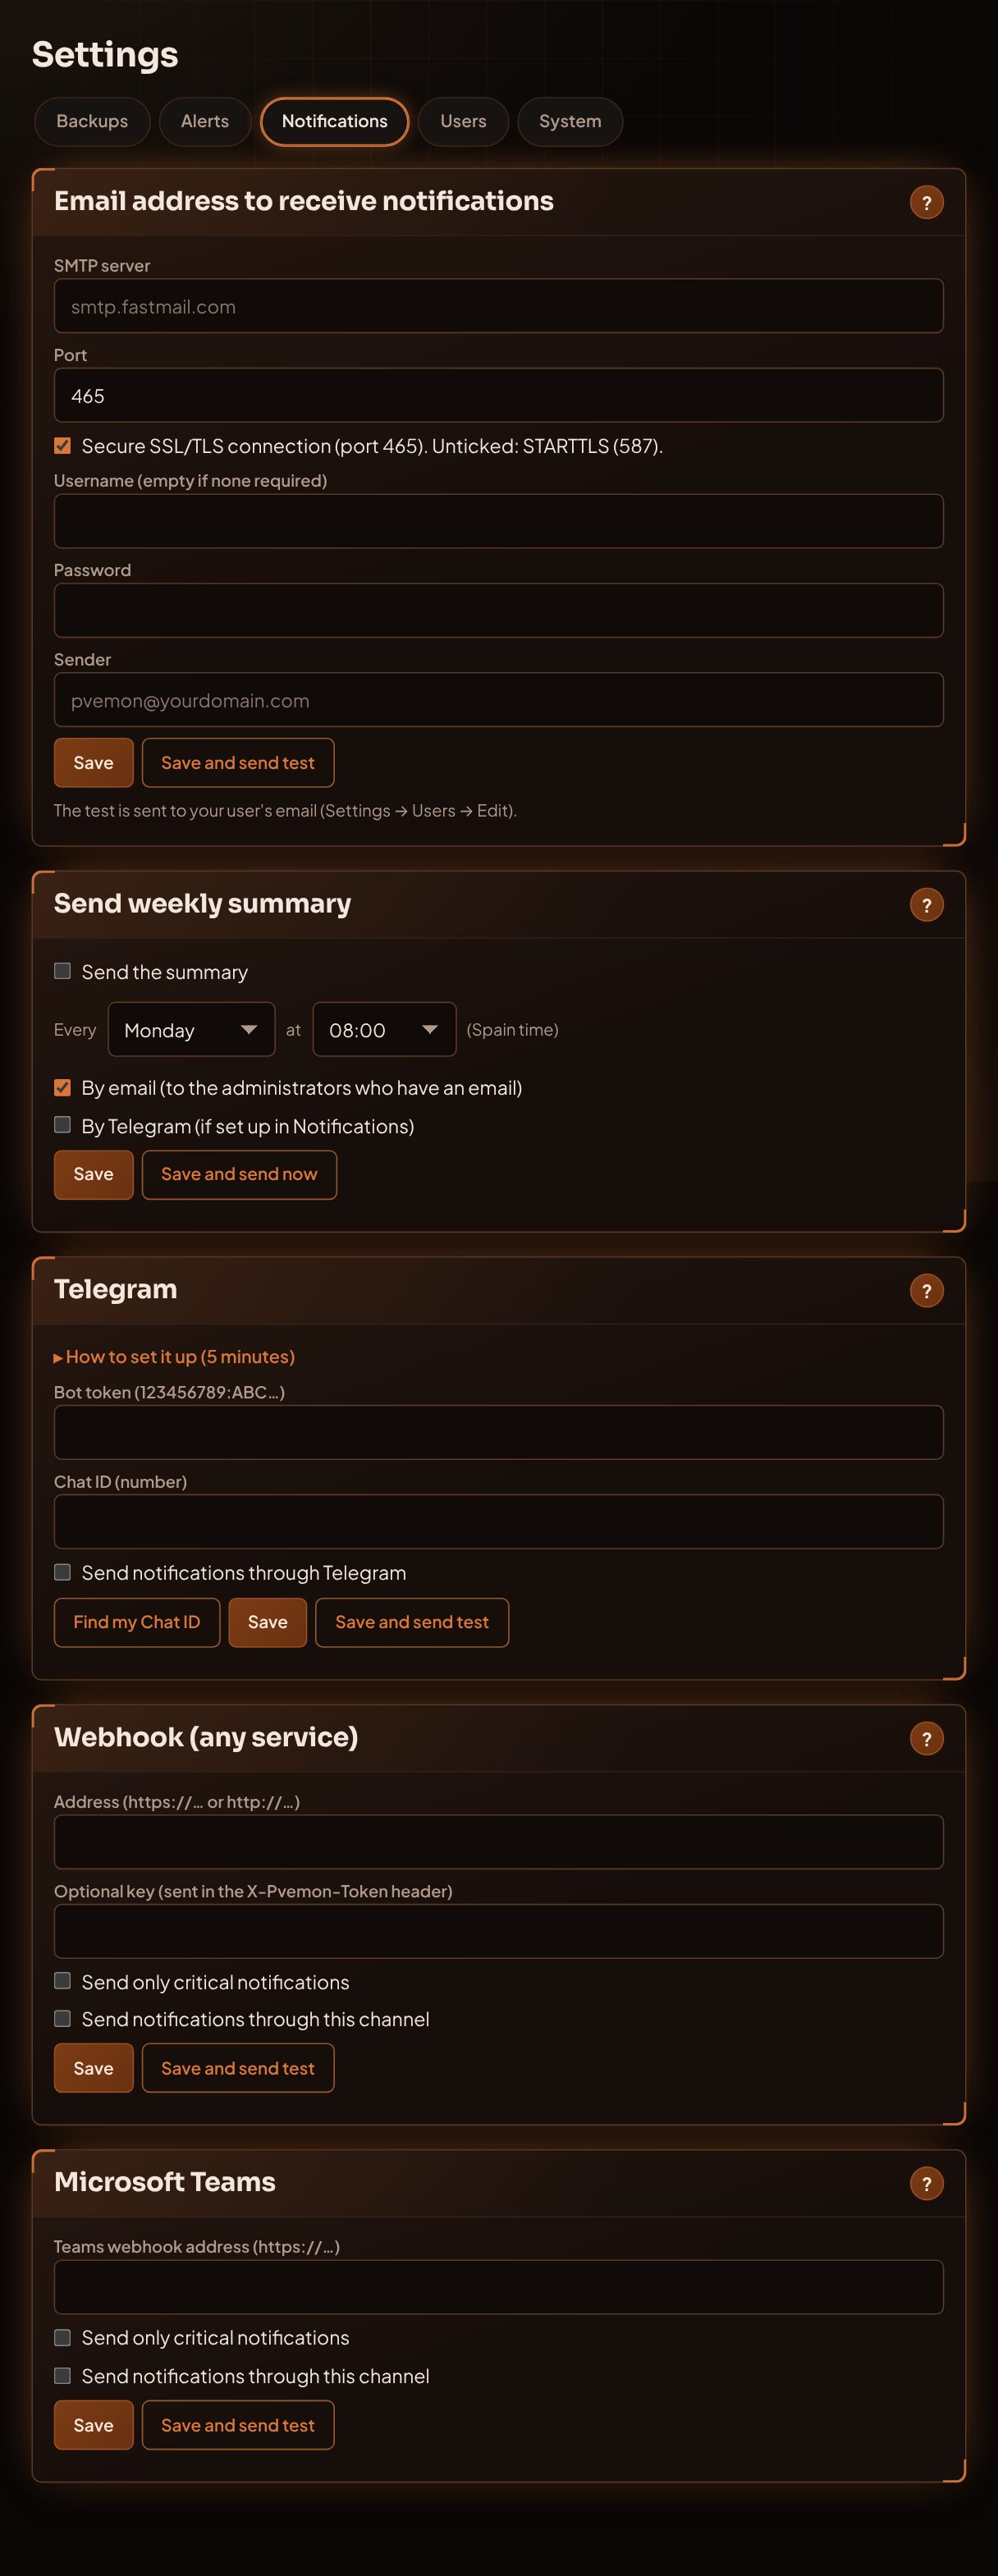 Settings
Backups
Alerts
Notifications
Users
System
Email address to receive notifications
?
SMTP server
smtp.fastmail.com
Port
465
Secure SSL/TLS connection (port 465). Unticked: STARTTLS (587).
Username (empty if none required)
Password
Sender
pvemon@yourdomain.com
Save
Save and send test
The test is sent to your user's email (Settings → Users → Edit).
Send weekly summary
?
Send the summary
Every Monday at 08:00 (Spain time)
By email (to the administrators who have an email)
By Telegram (if set up in Notifications)
Save
Save and send now
Telegram
?
▸ How to set it up (5 minutes)
Bot token (123456789:ABC…)
Chat ID (number)
Send notifications through Telegram
Find my Chat ID
Save
Save and send test
Webhook (any service)
?
Address (https://… or http://…)
Optional key (sent in the X-Pvemon-Token header)
Send only critical notifications
Send notifications through this channel
Save
Save and send test
Microsoft Teams
?
Teams webhook address (https://…)
Send only critical notifications
Send notifications through this channel
Save
Save and send test